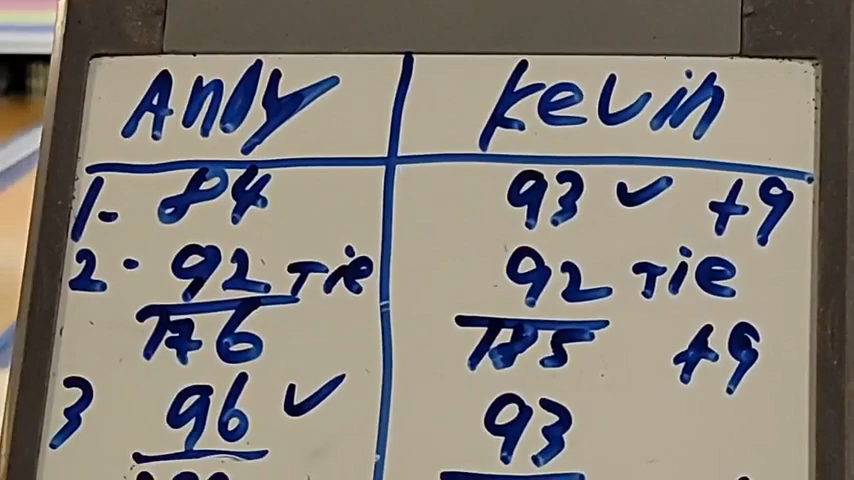 Andy Kevin
1- 84 93 ✓ +9
2- 92 Tie 92 Tie
176 185 +9
3 96 ✓ 93